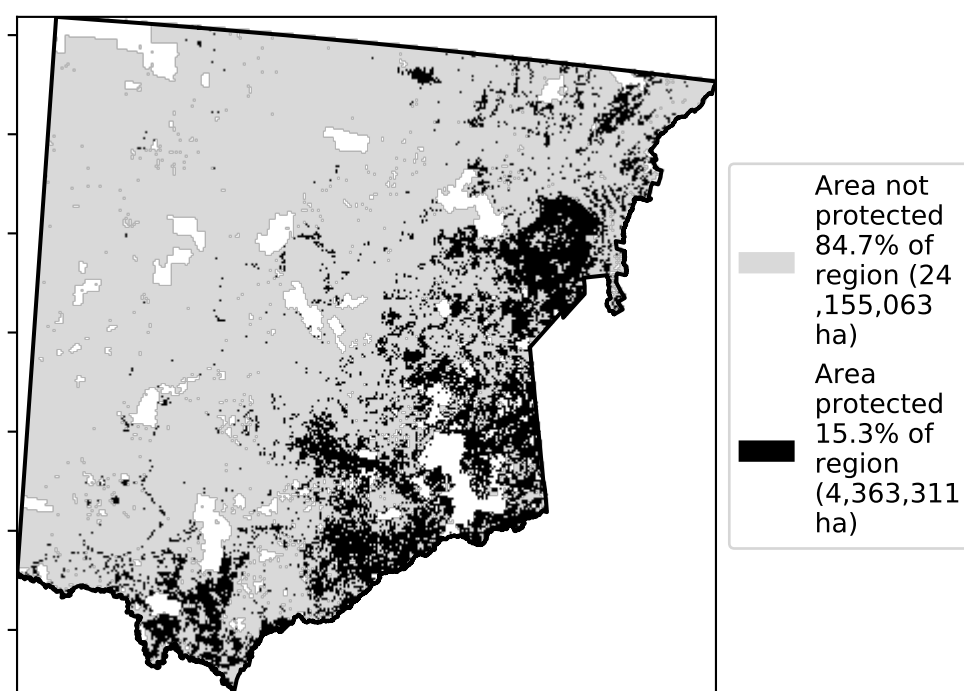 Area not
protected
84.7% of
region (24
,155,063
ha)
Area
protected
15.3% of
region
(4,363,311
ha)